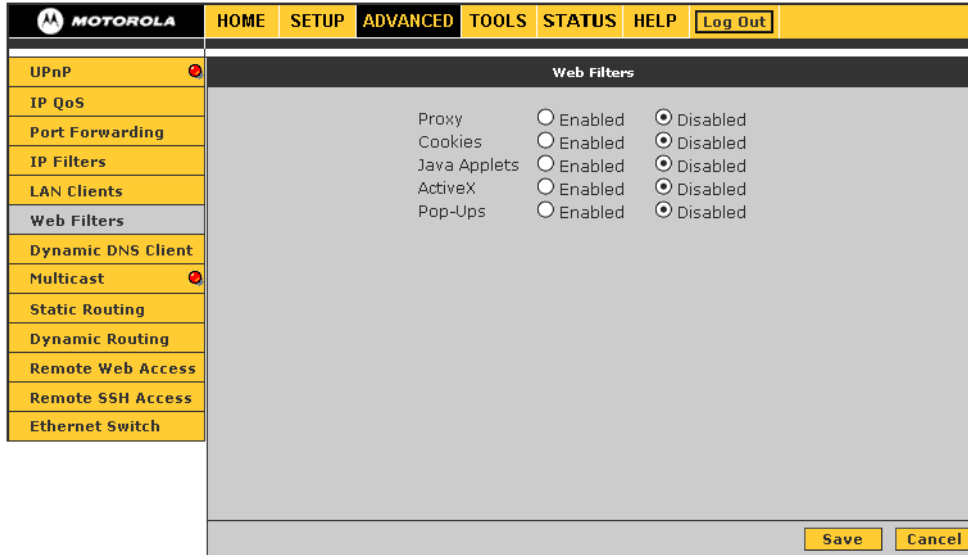 MOTOROLA HOME SETUP ADVANCED TOOLS STATUS HELP Log Out
UPnP
IP QoS
Port Forwarding
IP Filters
LAN Clients
Web Filters
Dynamic DNS Client
Multicast
Static Routing
Dynamic Routing
Remote Web Access
Remote SSH Access
Ethernet Switch
Web Filters
Proxy Enabled Disabled
Cookies Enabled Disabled
Java Applets Enabled Disabled
ActiveX Enabled Disabled
Pop-Ups Enabled Disabled
Save Cancel